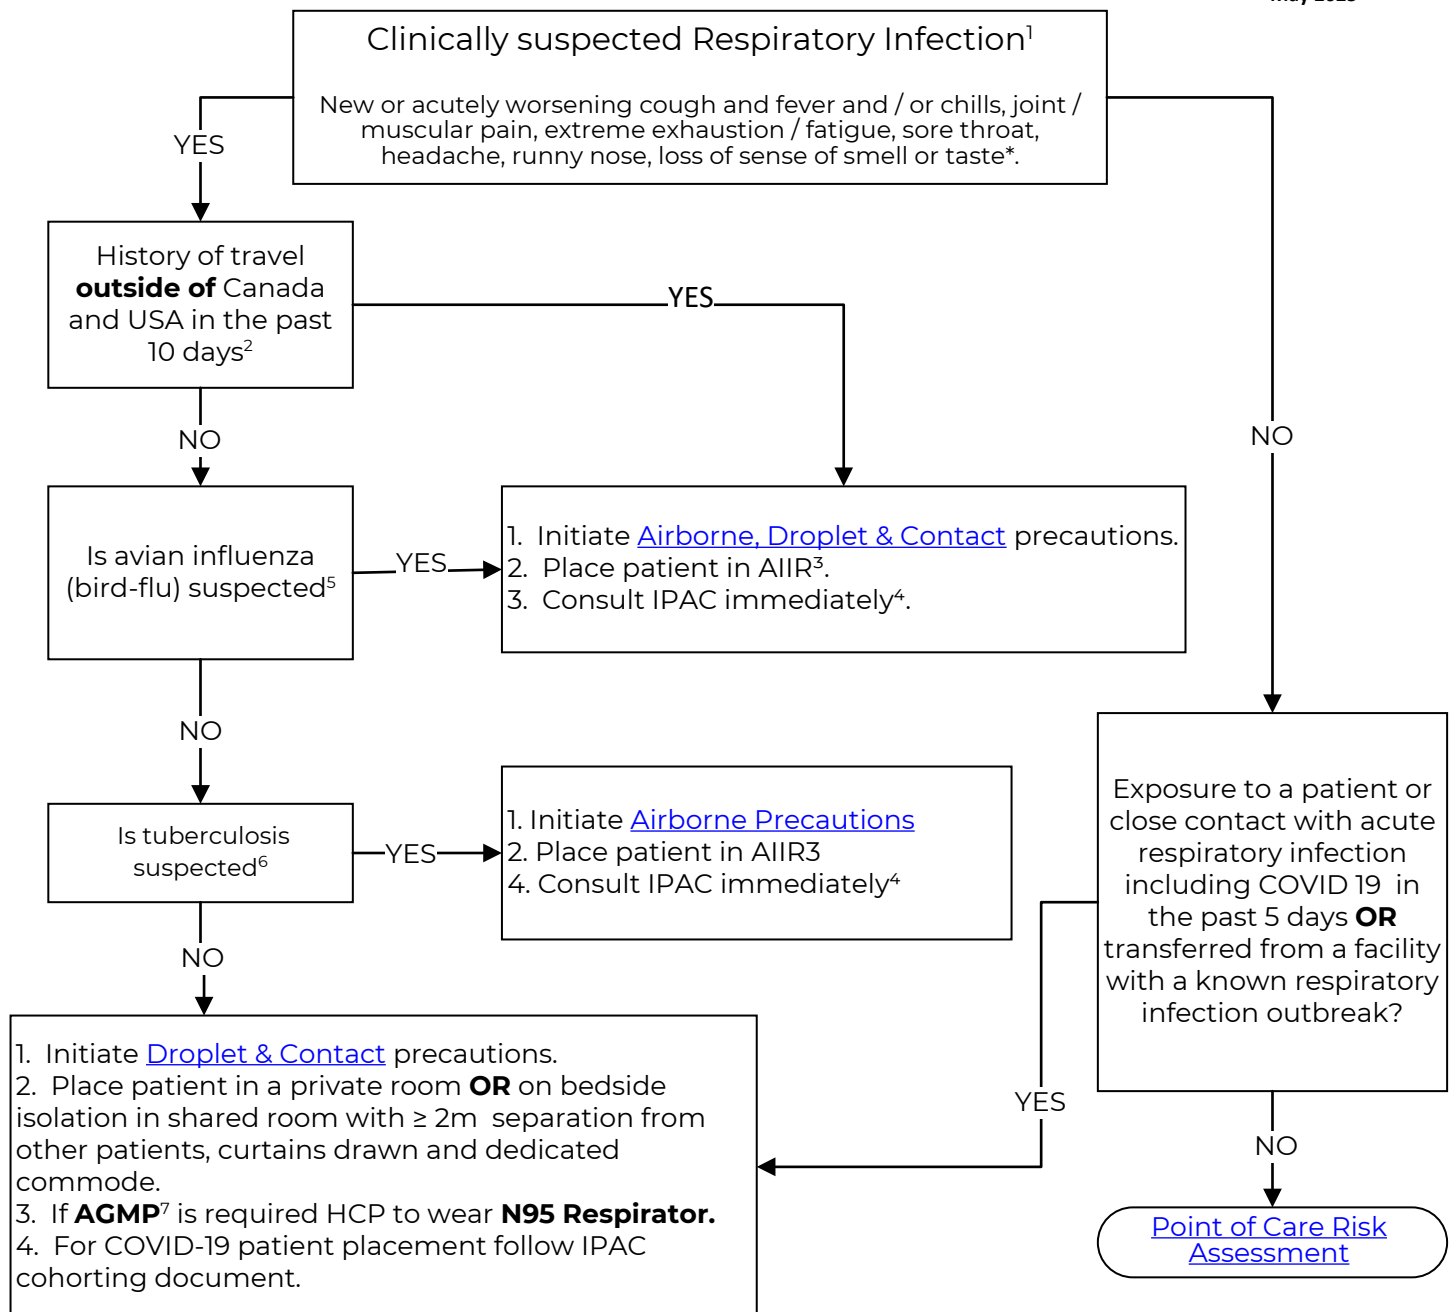 Clinically suspected Respiratory Infection¹
New or acutely worsening cough and fever and / or chills, joint /
muscular pain, extreme exhaustion / fatigue, sore throat,
headache, runny nose, loss of sense of smell or taste*.
YES
History of travel
outside of Canada
and USA in the past
10 days²
YES
NO
NO
Is avian influenza
(bird-flu) suspected⁵
YES
1. Initiate Airborne, Droplet & Contact precautions.
2. Place patient in AIIR³.
3. Consult IPAC immediately⁴.
NO
Is tuberculosis
suspected⁶
YES
1. Initiate Airborne Precautions
2. Place patient in AIIR3
4. Consult IPAC immediately⁴
Exposure to a patient or
close contact with acute
respiratory infection
including COVID 19 in
the past 5 days OR
transferred from a facility
with a known respiratory
infection outbreak?
NO
1. Initiate Droplet & Contact precautions.
2. Place patient in a private room OR on bedside
isolation in shared room with ≥ 2m separation from
other patients, curtains drawn and dedicated
commode.
3. If AGMP⁷ is required HCP to wear N95 Respirator.
4. For COVID-19 patient placement follow IPAC
cohorting document.
YES
NO
Point of Care Risk
Assessment